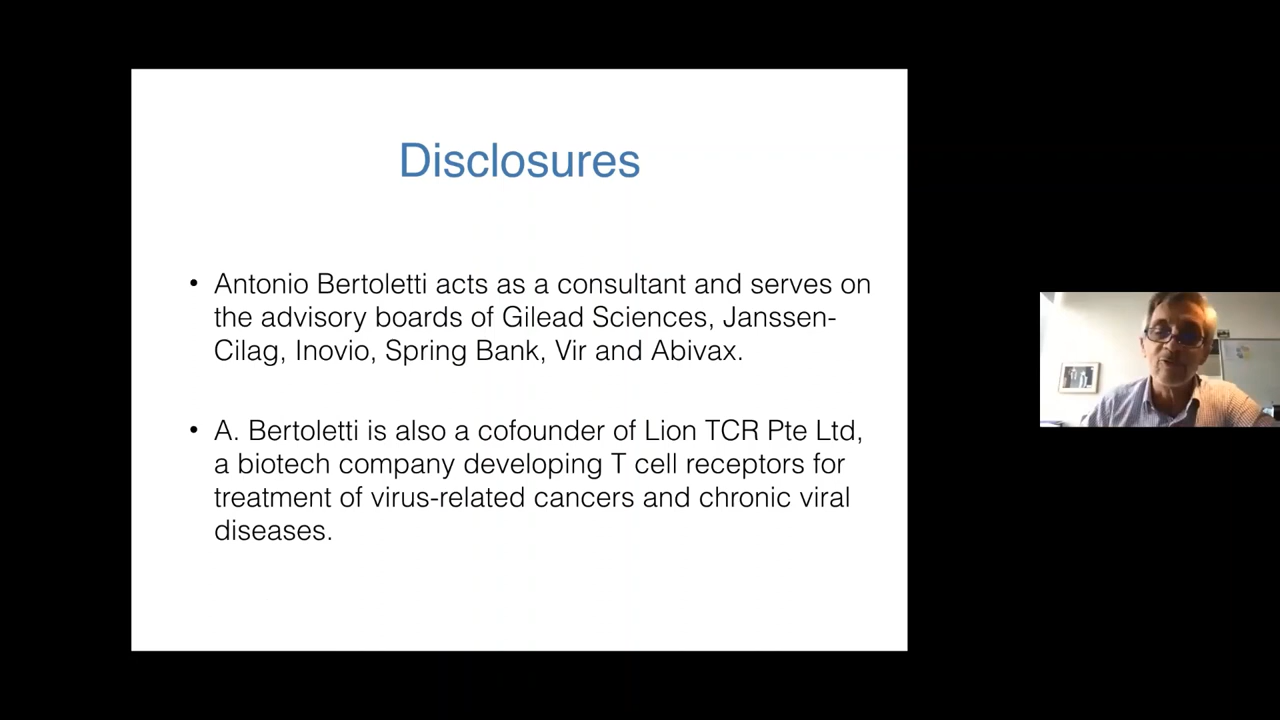 Disclosures
• Antonio Bertoletti acts as a consultant and serves on
the advisory boards of Gilead Sciences, Janssen-
Cilag, Inovio, Spring Bank, Vir and Abivax.
• A. Bertoletti is also a cofounder of Lion TCR Pte Ltd,
a biotech company developing T cell receptors for
treatment of virus-related cancers and chronic viral
diseases.